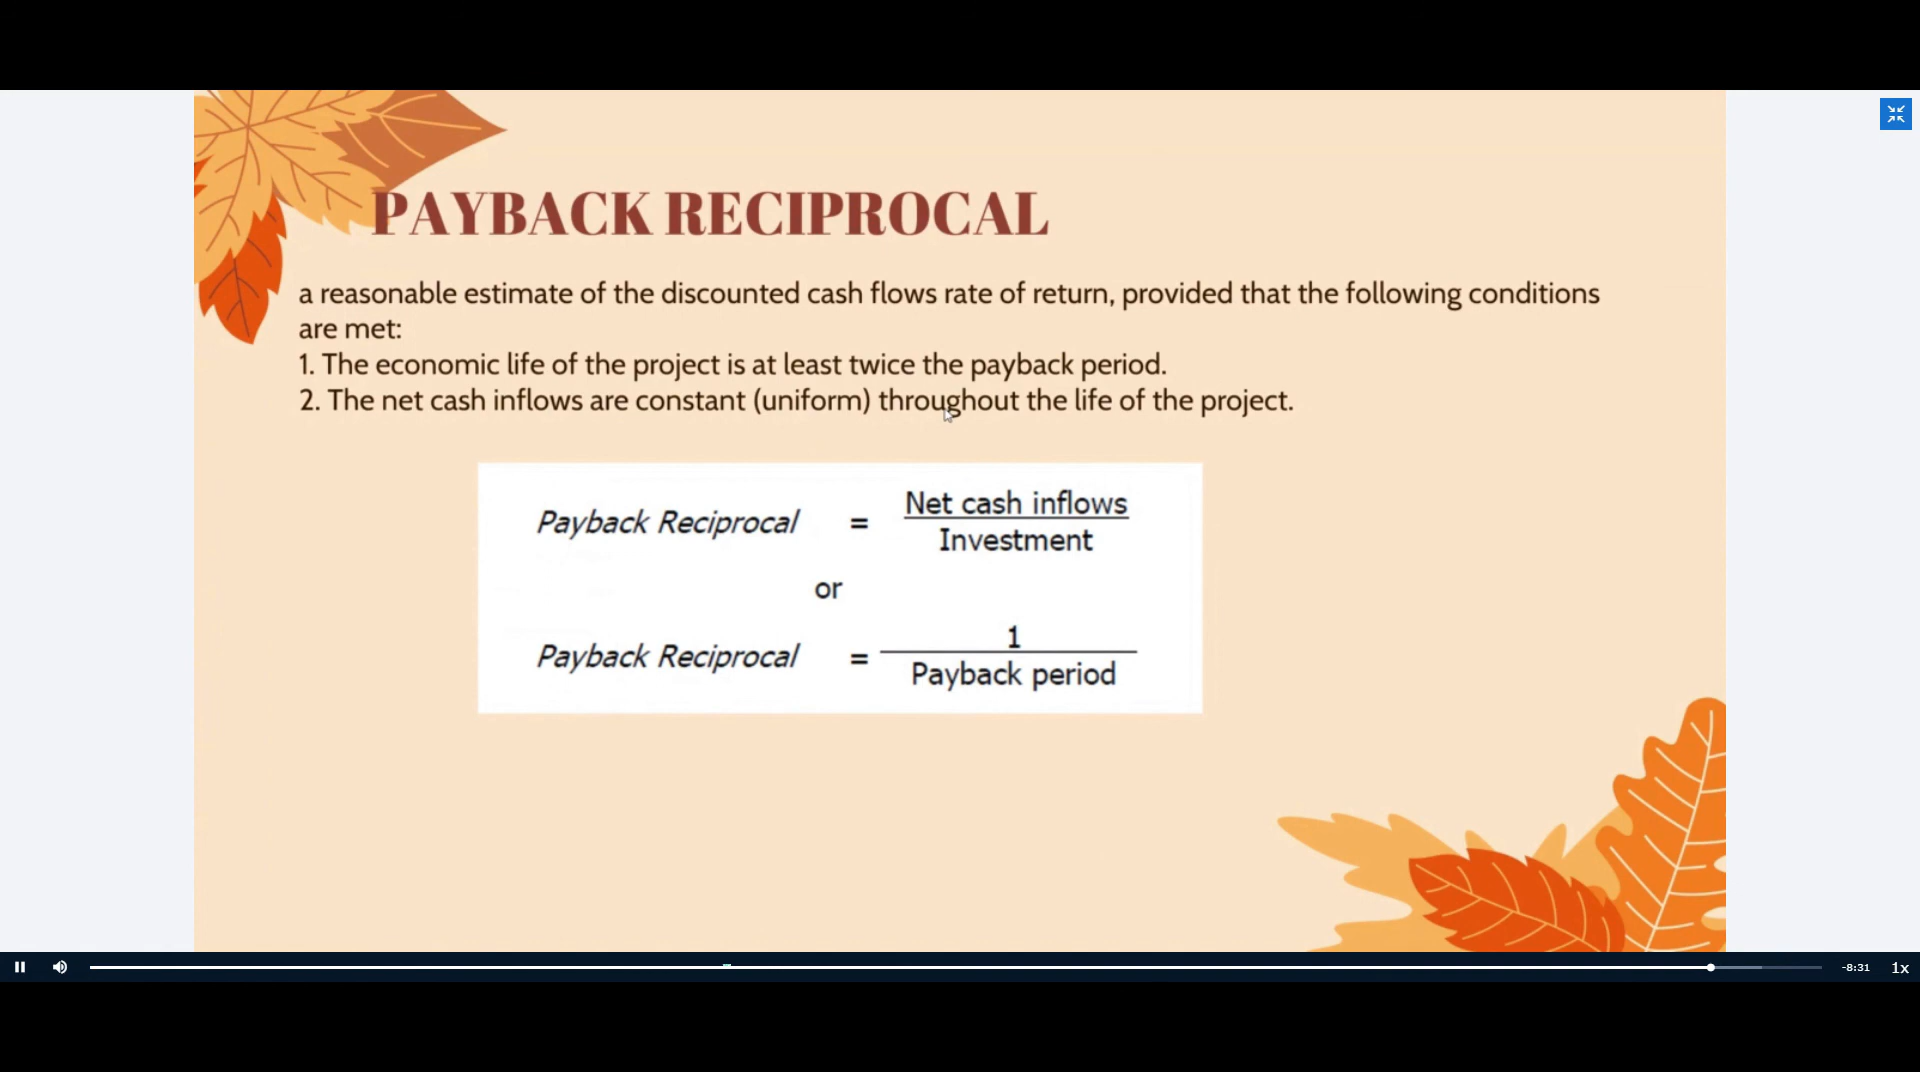 PAYBACK RECIPROCAL
a reasonable estimate of the discounted cash flows rate of return, provided that the following conditions
are met:
1. The economic life of the project is at least twice the payback period.
2. The net cash inflows are constant (uniform) throughout the life of the project.
Payback Reciprocal = Net cash inflows
Investment
or
Payback Reciprocal = 1
Payback period
-8:31 1x